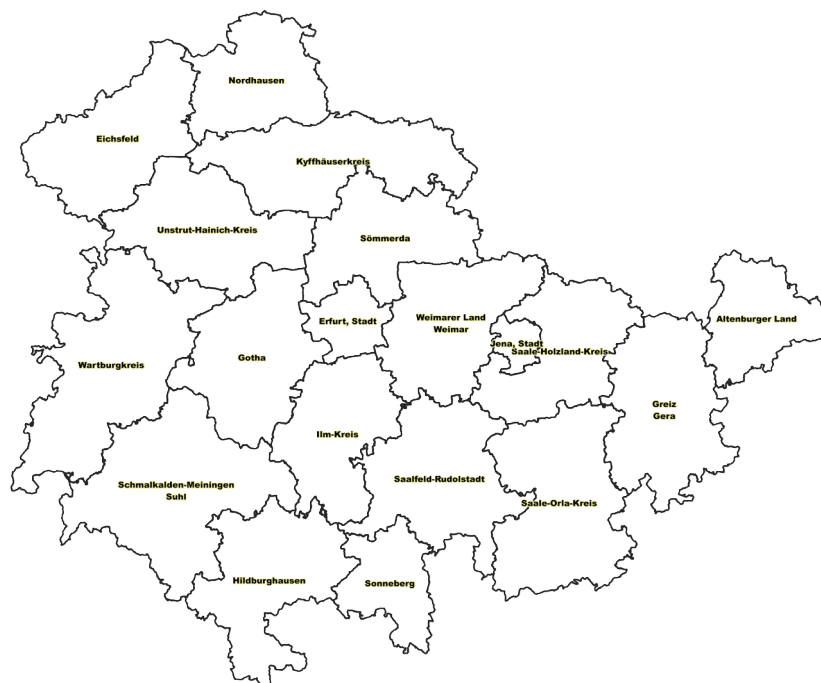 Nordhausen
Eichsfeld
Kyffhäuserkreis
Unstrut-Hainich-Kreis
Sömmerda
Erfurt, Stadt
Weimarer Land
Weimar
Altenburger Land
Jena, Stadt
Saale-Holzland-Kreis
Gotha
Wartburgkreis
Greiz
Gera
Ilm-Kreis
Saalfeld-Rudolstadt
Schmalkalden-Meiningen
Suhl
Saale-Orla-Kreis
Hildburghausen
Sonneberg